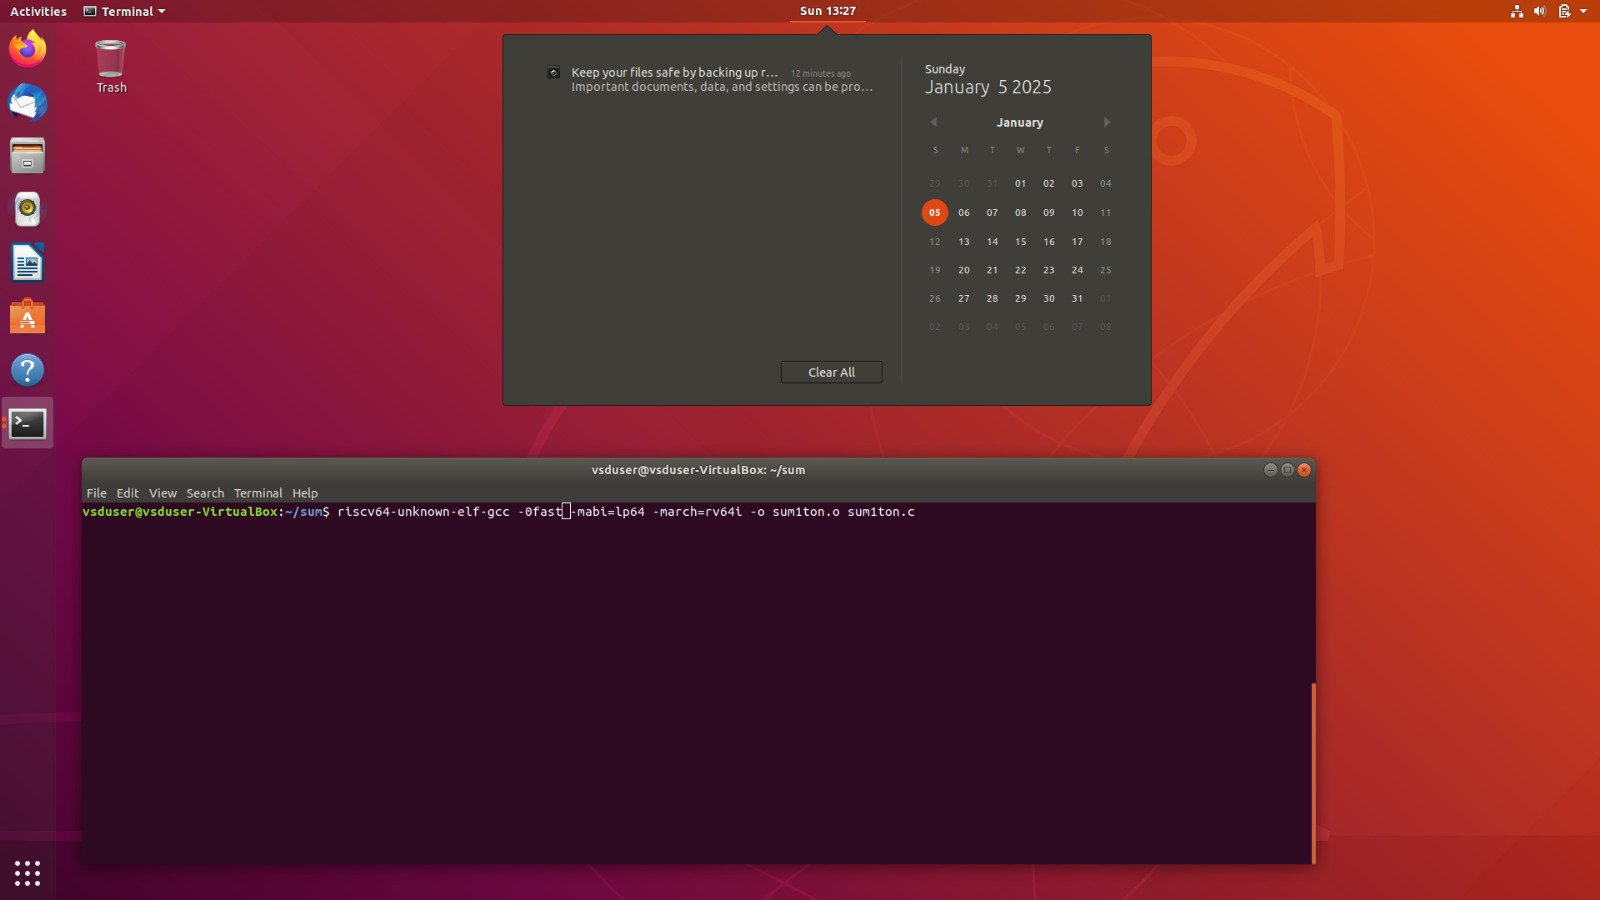 Activities Terminal Sun 13:27
Trash
Keep your files safe by backing up r... 12 minutes ago
Important documents, data, and settings can be pro...
Clear All
Sunday
January 5 2025
January
S M T W T F S
29 30 31 01 02 03 04
05 06 07 08 09 10 11
12 13 14 15 16 17 18
19 20 21 22 23 24 25
26 27 28 29 30 31 01
02 03 04 05 06 07 08
vsduser@vsduser-VirtualBox: ~/sum
File Edit View Search Terminal Help
vsduser@vsduser-VirtualBox:~/sum$ riscv64-unknown-elf-gcc -0fast -mabi=lp64 -march=rv64i -o sum1ton.o sum1ton.c